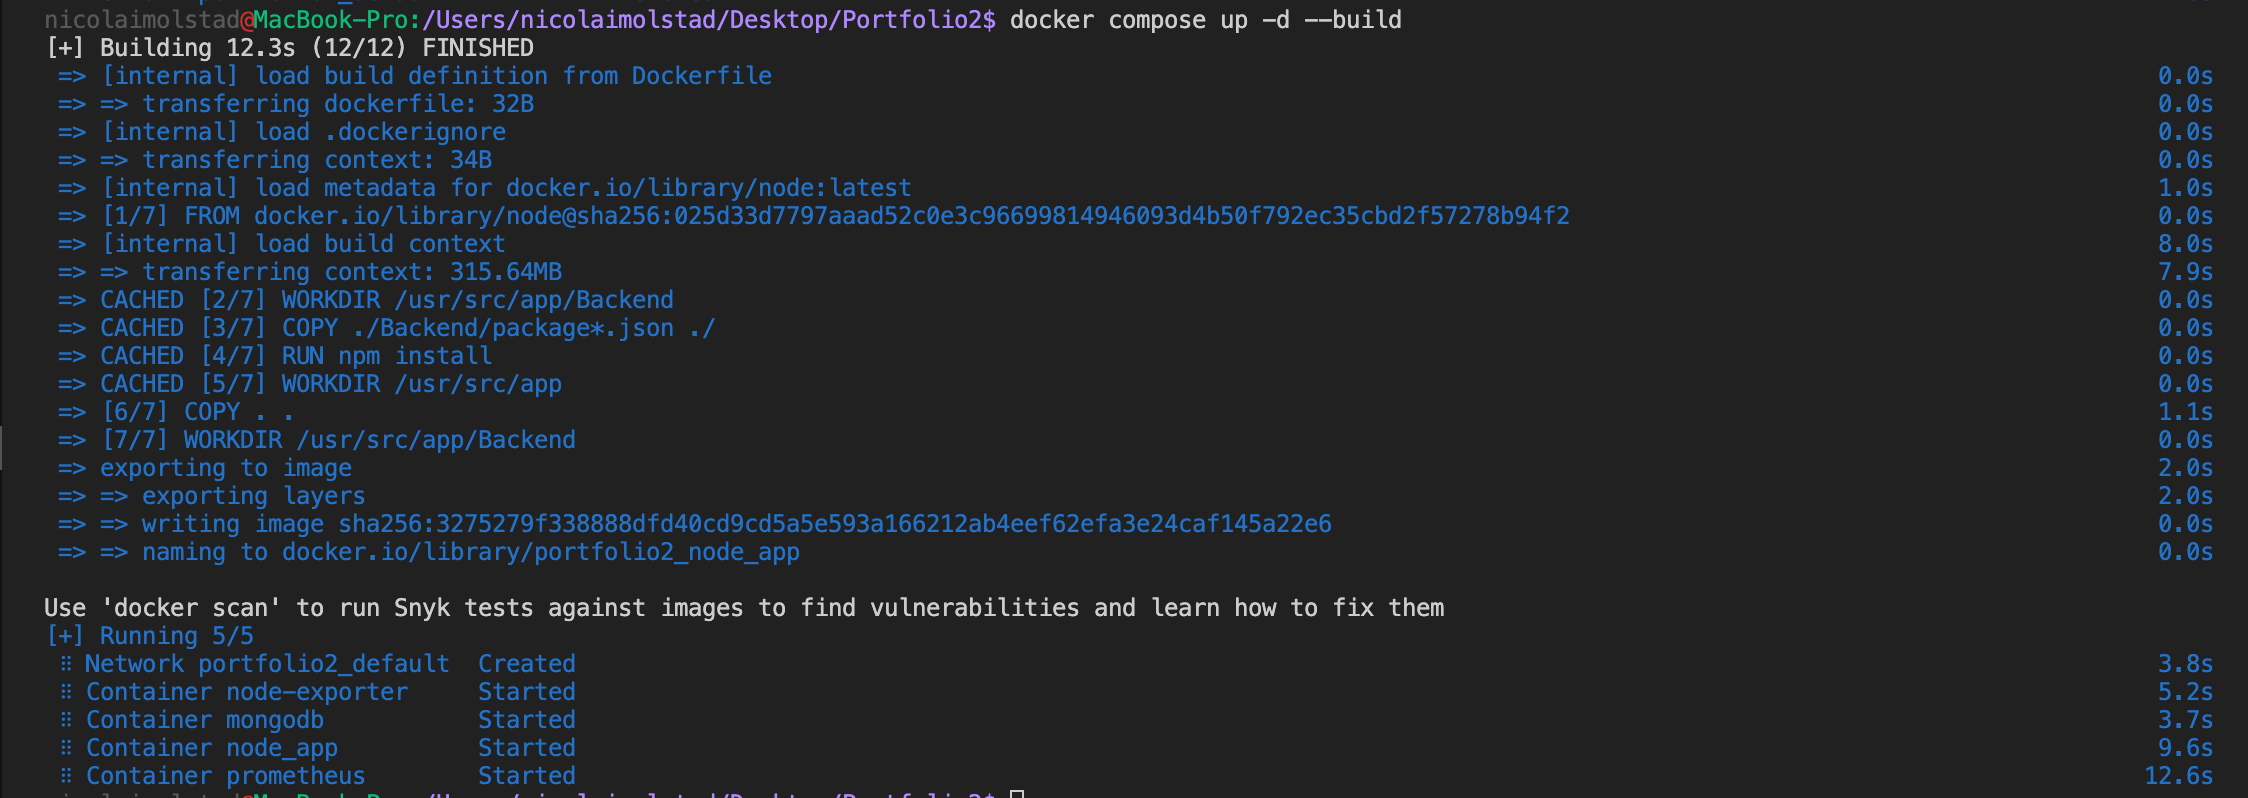 nicolaimolstad@MacBook-Pro:/Users/nicolaimolstad/Desktop/Portfolio2$ docker compose up -d --build
[+] Building 12.3s (12/12) FINISHED
=> [internal] load build definition from Dockerfile 0.0s
=> => transferring dockerfile: 32B 0.0s
=> [internal] load .dockerignore 0.0s
=> => transferring context: 34B 0.0s
=> [internal] load metadata for docker.io/library/node:latest 1.0s
=> [1/7] FROM docker.io/library/node@sha256:025d33d7797aaad52c0e3c96699814946093d4b50f792ec35cbd2f57278b94f2 0.0s
=> [internal] load build context 8.0s
=> => transferring context: 315.64MB 7.9s
=> CACHED [2/7] WORKDIR /usr/src/app/Backend 0.0s
=> CACHED [3/7] COPY ./Backend/package*.json ./ 0.0s
=> CACHED [4/7] RUN npm install 0.0s
=> CACHED [5/7] WORKDIR /usr/src/app 0.0s
=> [6/7] COPY . . 1.1s
=> [7/7] WORKDIR /usr/src/app/Backend 0.0s
=> exporting to image 2.0s
=> => exporting layers 2.0s
=> => writing image sha256:3275279f338888dfd40cd9cd5a5e593a166212ab4eef62efa3e24caf145a22e6 0.0s
=> => naming to docker.io/library/portfolio2_node_app 0.0s
Use 'docker scan' to run Snyk tests against images to find vulnerabilities and learn how to fix them
[+] Running 5/5
⠿ Network portfolio2_default Created 3.8s
⠿ Container node-exporter Started 5.2s
⠿ Container mongodb Started 3.7s
⠿ Container node_app Started 9.6s
⠿ Container prometheus Started 12.6s
nicolaimolstad@MacBook-Pro:/Users/nicolaimolstad/Desktop/Portfolio2$